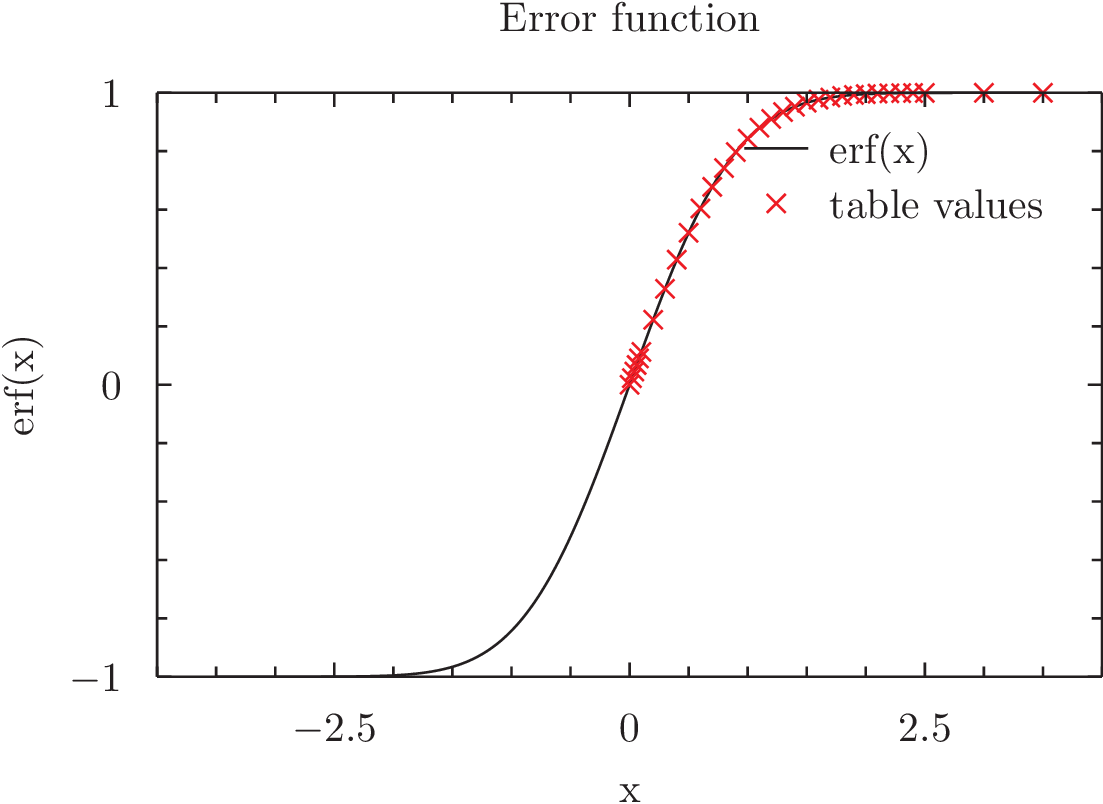 Error function
1
erf(x)
table values
erf(x)
0
−1
−2.5 0 2.5
x